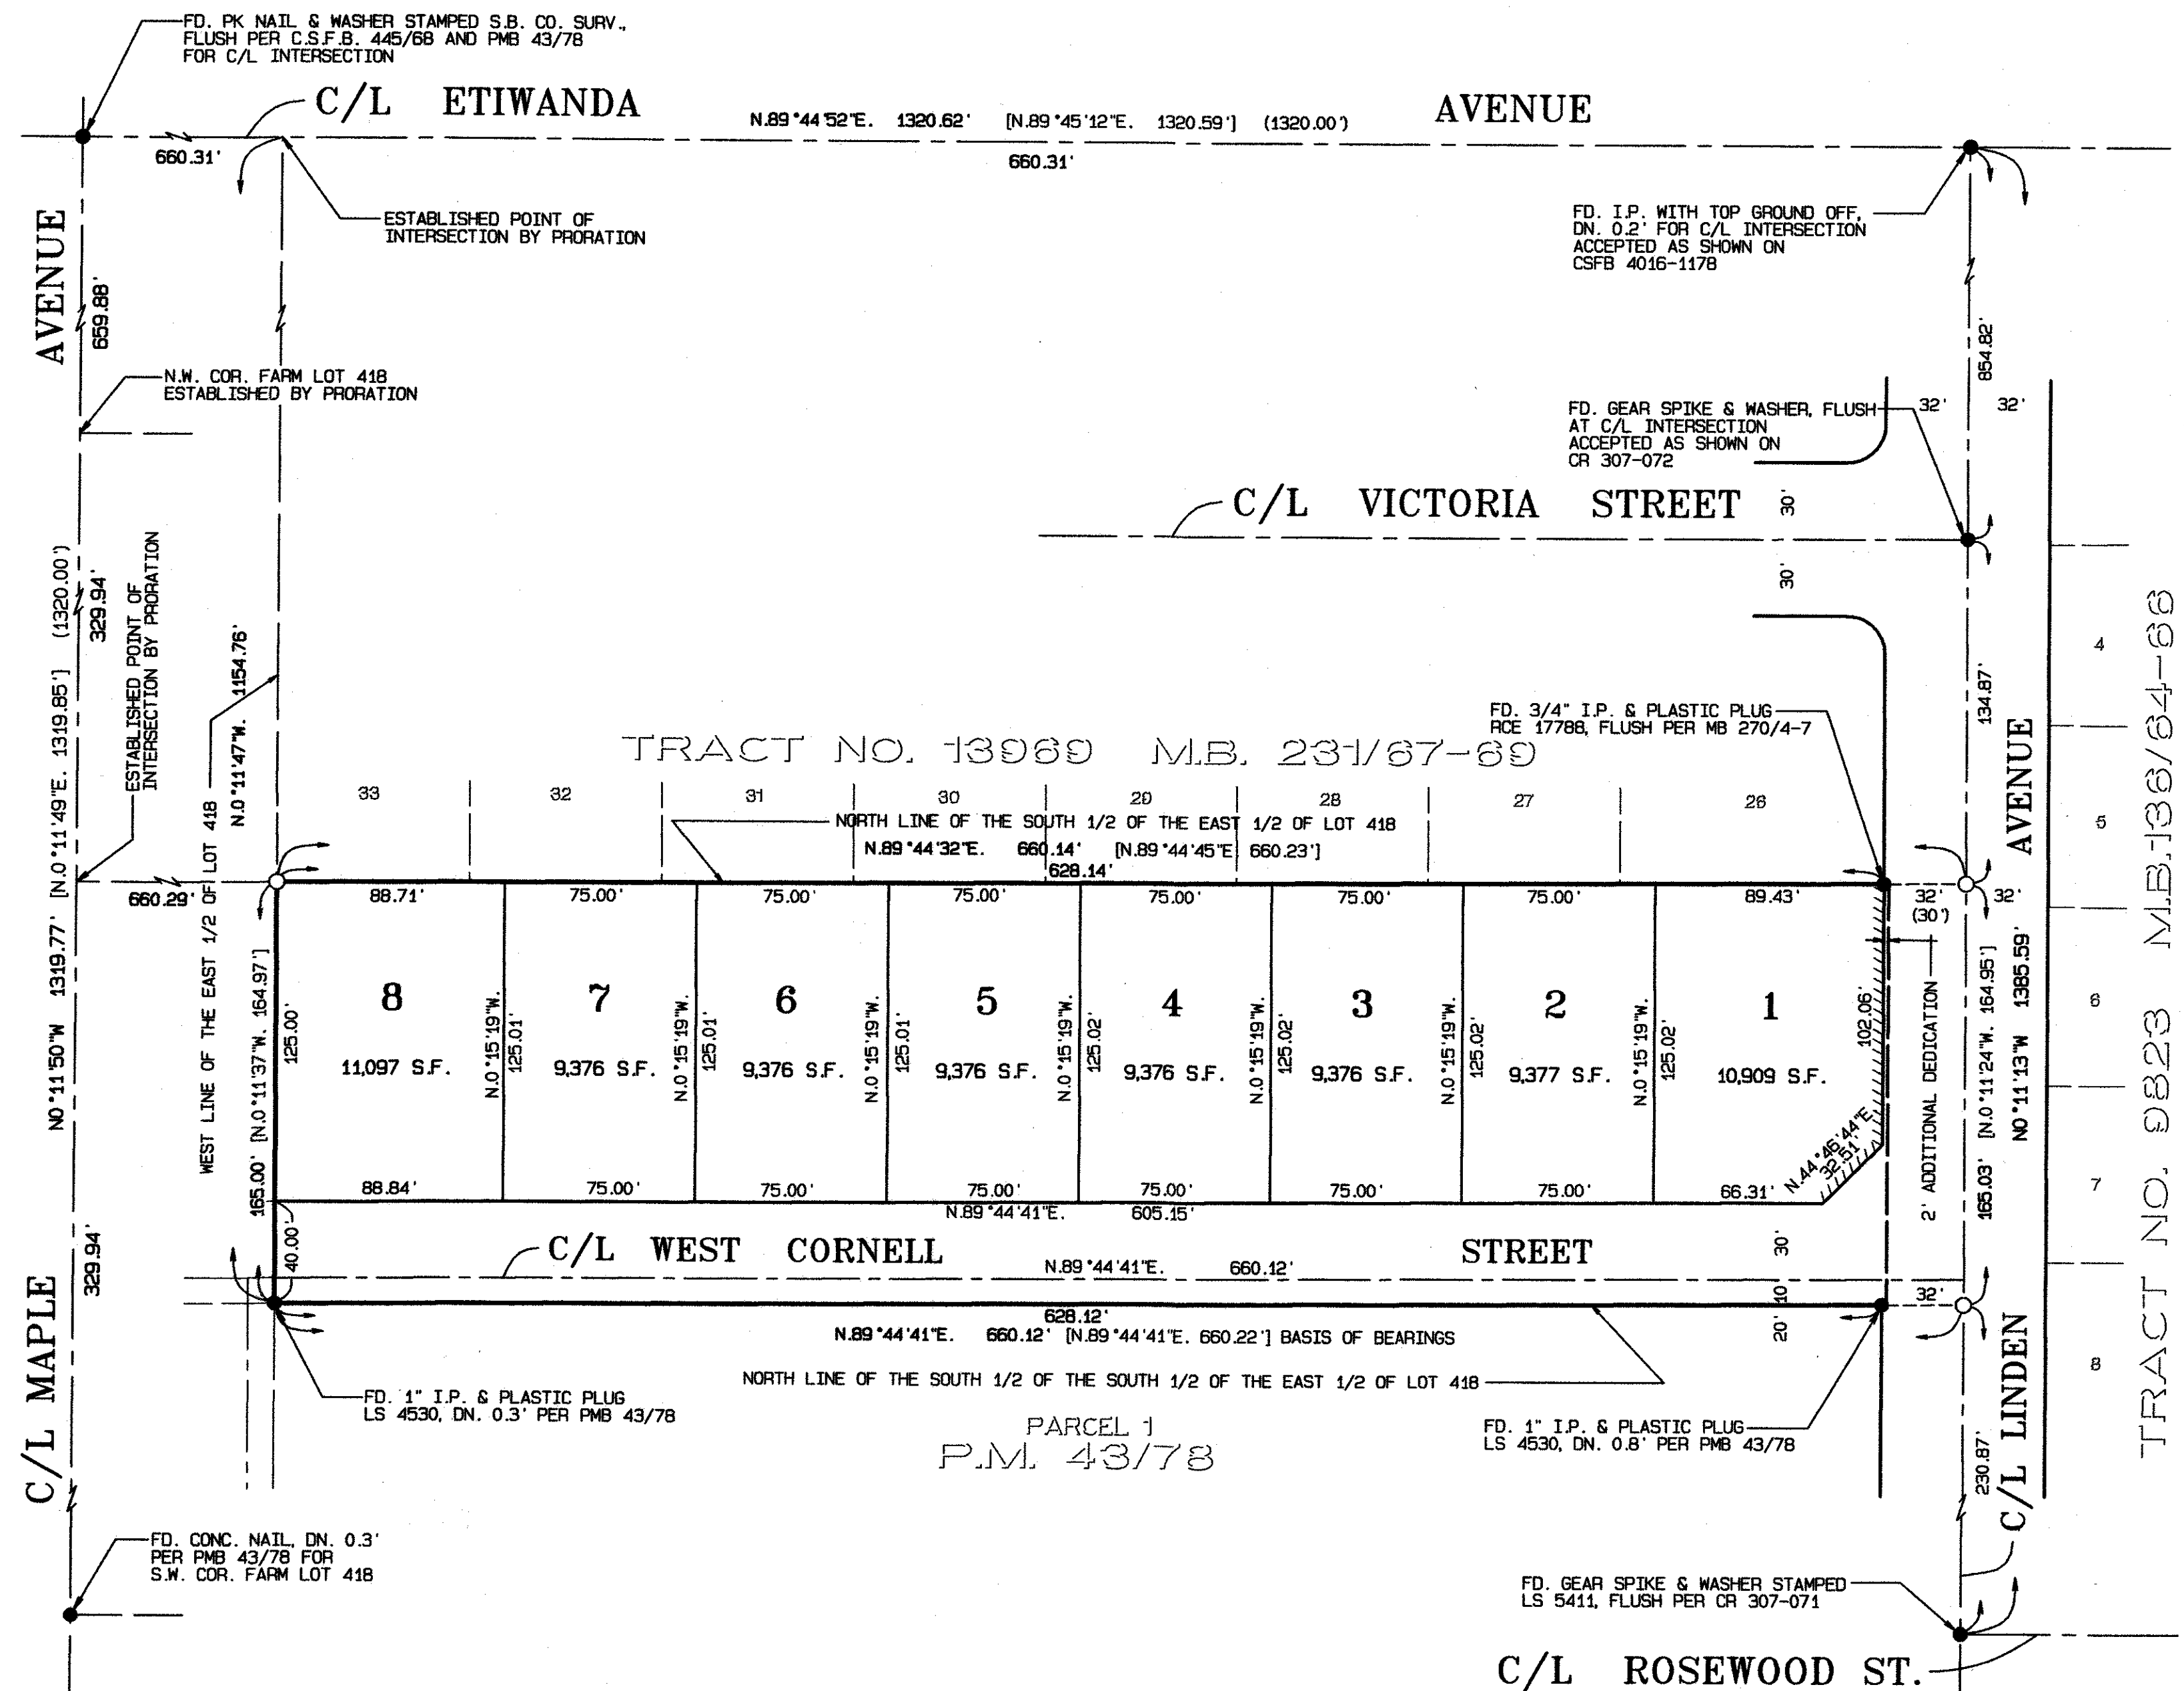 FD. PK NAIL & WASHER STAMPED S.B. CO. SURV.,
FLUSH PER C.S.F.B. 445/68 AND PMB 43/78
FOR C/L INTERSECTION
C/L ETIWANDA AVENUE
N.89°44'52"E. 1320.62' [N.89°45'12"E. 1320.59'] (1320.00')
660.31'
660.31'
ESTABLISHED POINT OF
INTERSECTION BY PRORATION
FD. I.P. WITH TOP GROUND OFF,
DN. 0.2' FOR C/L INTERSECTION
ACCEPTED AS SHOWN ON
CSFB 4016-1178
AVENUE
659.88'
854.82'
N.W. COR. FARM LOT 418
ESTABLISHED BY PRORATION
FD. GEAR SPIKE & WASHER, FLUSH
AT C/L INTERSECTION
ACCEPTED AS SHOWN ON
CR 307-072
32'
32'
C/L VICTORIA STREET
30'
30'
(1320.00')
329.94'
ESTABLISHED POINT OF
INTERSECTION BY PRORATION
N0°11'50"W 1319.77' [N.0°11'49"E. 1319.85']
WEST LINE OF THE EAST 1/2 OF LOT 418
N.0°11'47"W. 1154.76'
134.87'
FD. 3/4" I.P. & PLASTIC PLUG
RCE 17788, FLUSH PER MB 270/4-7
TRACT NO. 13969 M.B. 231/67-69
33
32
31
30
29
28
27
26
NORTH LINE OF THE SOUTH 1/2 OF THE EAST 1/2 OF LOT 418
N.89°44'32"E. 660.14' [N.89°44'45"E 660.23']
628.14'
660.29'
88.71'
75.00'
75.00'
75.00'
75.00'
75.00'
75.00'
89.43'
32'
(30')
32'
AVENUE
165.00' [N.0°11'37"W. 164.97']
125.00'
8
11,097 S.F.
N.0°15'19"W.
125.01'
7
9,376 S.F.
N.0°15'19"W.
125.01'
6
9,376 S.F.
N.0°15'19"W.
125.01'
5
9,376 S.F.
N.0°15'19"W.
125.02'
4
9,376 S.F.
N.0°15'19"W.
125.02'
3
9,376 S.F.
N.0°15'19"W.
125.02'
2
9,377 S.F.
N.0°15'19"W.
125.02'
1
10,909 S.F.
102.06'
N.44°46'44"E
32.51'
2' ADDITIONAL DEDICATION
165.03' [N.0°11'24"W. 164.95']
N0°11'13"W 1385.59'
88.84'
75.00'
75.00'
75.00'
75.00'
75.00'
75.00'
66.31'
N.89°44'41"E. 605.15'
40.00'
C/L WEST CORNELL STREET
N.89°44'41"E. 660.12'
30'
10'
20'
32'
628.12'
N.89°44'41"E. 660.12' [N.89°44'41"E. 660.22'] BASIS OF BEARINGS
NORTH LINE OF THE SOUTH 1/2 OF THE SOUTH 1/2 OF THE EAST 1/2 OF LOT 418
329.94'
C/L MAPLE
FD. 1" I.P. & PLASTIC PLUG
LS 4530, DN. 0.3' PER PMB 43/78
PARCEL 1
P.M. 43/78
FD. 1" I.P. & PLASTIC PLUG
LS 4530, DN. 0.8' PER PMB 43/78
230.87'
C/L LINDEN
4
5
6
7
8
TRACT NO. 9823 M.B.136/64-66
FD. CONC. NAIL, DN. 0.3'
PER PMB 43/78 FOR
S.W. COR. FARM LOT 418
FD. GEAR SPIKE & WASHER STAMPED
LS 5411, FLUSH PER CR 307-071
C/L ROSEWOOD ST.